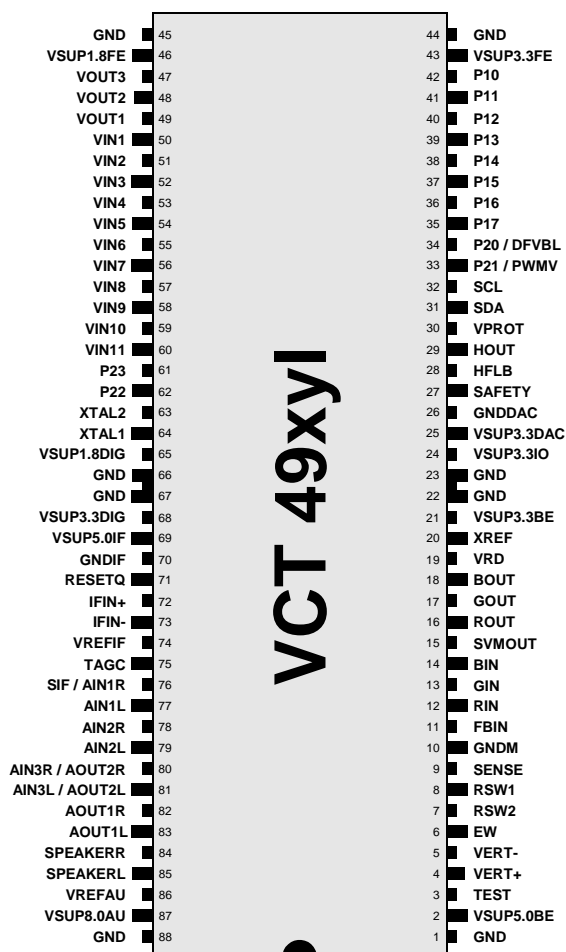 GND 45 44 GND
VSUP1.8FE 46 43 VSUP3.3FE
VOUT3 47 42 P10
VOUT2 48 41 P11
VOUT1 49 40 P12
VIN1 50 39 P13
VIN2 51 38 P14
VIN3 52 37 P15
VIN4 53 36 P16
VIN5 54 35 P17
VIN6 55 34 P20 / DFVBL
VIN7 56 33 P21 / PWMV
VIN8 57 32 SCL
VIN9 58 31 SDA
VIN10 59 30 VPROT
VIN11 60 29 HOUT
P23 61 28 HFLB
P22 62 27 SAFETY
XTAL2 63 26 GNDDAC
XTAL1 64 25 VSUP3.3DAC
VSUP1.8DIG 65 24 VSUP3.3IO
GND 66 23 GND
GND 67 22 GND
VSUP3.3DIG 68 21 VSUP3.3BE
VSUP5.0IF 69 20 XREF
GNDIF 70 19 VRD
RESETQ 71 18 BOUT
IFIN+ 72 17 GOUT
IFIN- 73 16 ROUT
VREFIF 74 15 SVMOUT
TAGC 75 14 BIN
SIF / AIN1R 76 13 GIN
AIN1L 77 12 RIN
AIN2R 78 11 FBIN
AIN2L 79 10 GNDM
AIN3R / AOUT2R 80 9 SENSE
AIN3L / AOUT2L 81 8 RSW1
AOUT1R 82 7 RSW2
AOUT1L 83 6 EW
SPEAKERR 84 5 VERT-
SPEAKERL 85 4 VERT+
VREFAU 86 3 TEST
VSUP8.0AU 87 2 VSUP5.0BE
GND 88 1 GND
VCT 49xyI